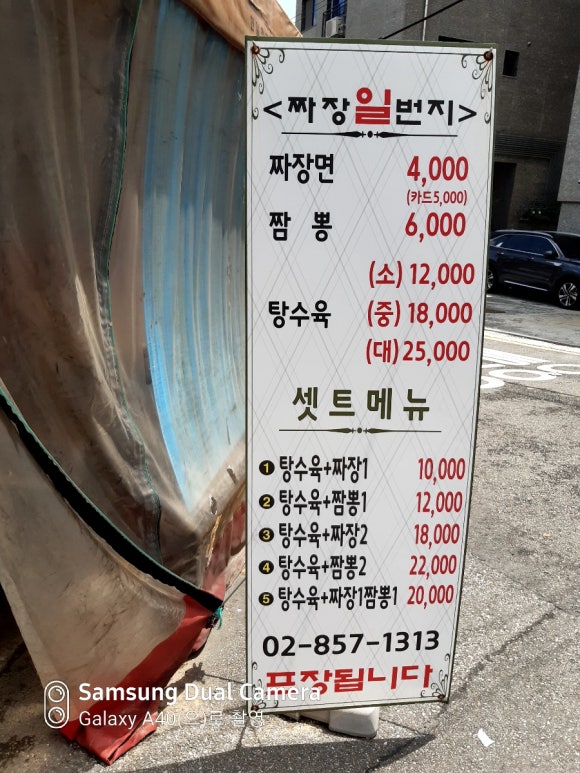 <짜장일번지>
짜장면 4,000
(카드5,000)
짬뽕 6,000
(소) 12,000
탕수육 (중) 18,000
(대) 25,000
셋트메뉴
1 탕수육+짜장1 10,000
2 탕수육+짬뽕1 12,000
3 탕수육+짜장2 18,000
4 탕수육+짬뽕2 22,000
5 탕수육+짜장1짬뽕1 20,000
02-857-1313
포장됩니다
Samsung Dual Camera
Galaxy A40(으)로 촬영